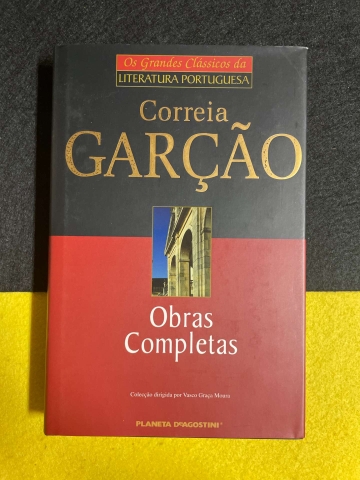 Os Grandes Clássicos da
LITERATURA PORTUGUESA
Correia
GARÇÃO
Obras
Completas
Colecção dirigida por Vasco Graça Moura
PLANETA DEAGOSTINI